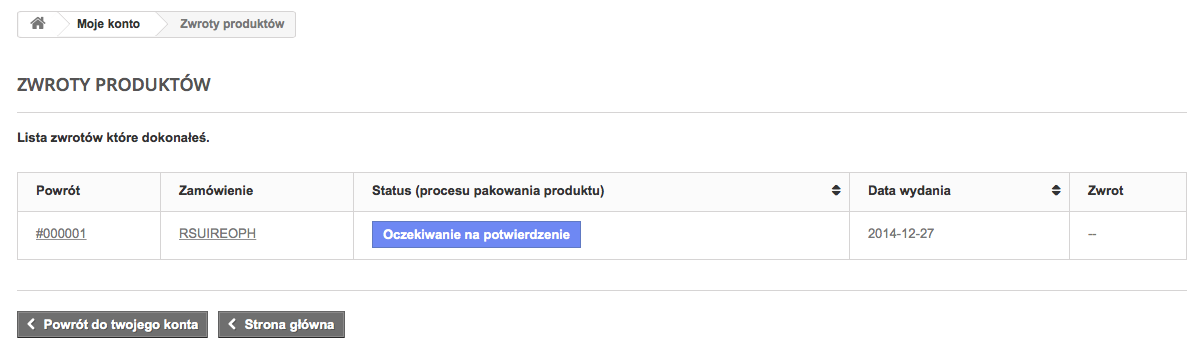 Moje konto Zwroty produktów
ZWROTY PRODUKTÓW
Lista zwrotów które dokonałeś.
Powrót Zamówienie Status (procesu pakowania produktu) Data wydania Zwrot
#000001 RSUIREOPH Oczekiwanie na potwierdzenie 2014-12-27 --
Powrót do twojego konta Strona główna